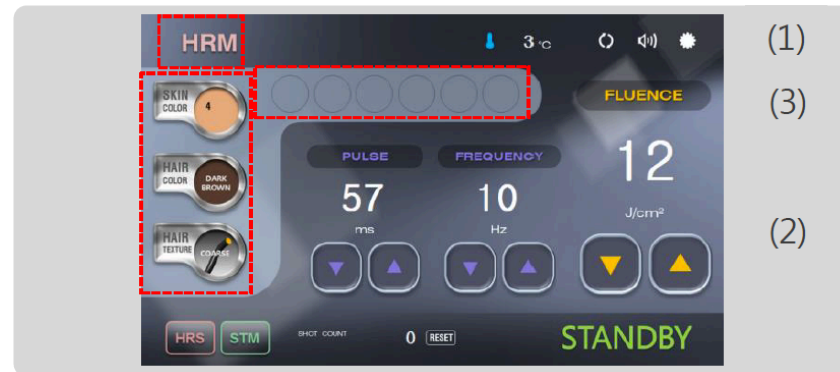 HRM
3 °C
(1)
SKIN
COLOR
4
FLUENCE
(3)
HAIR
COLOR
DARK
BROWN
PULSE
FREQUENCY
12
57
10
J/cm²
ms
Hz
(2)
HAIR
TEXTURE
COARSE
HRS
STM
SHOT COUNT
0
RESET
STANDBY